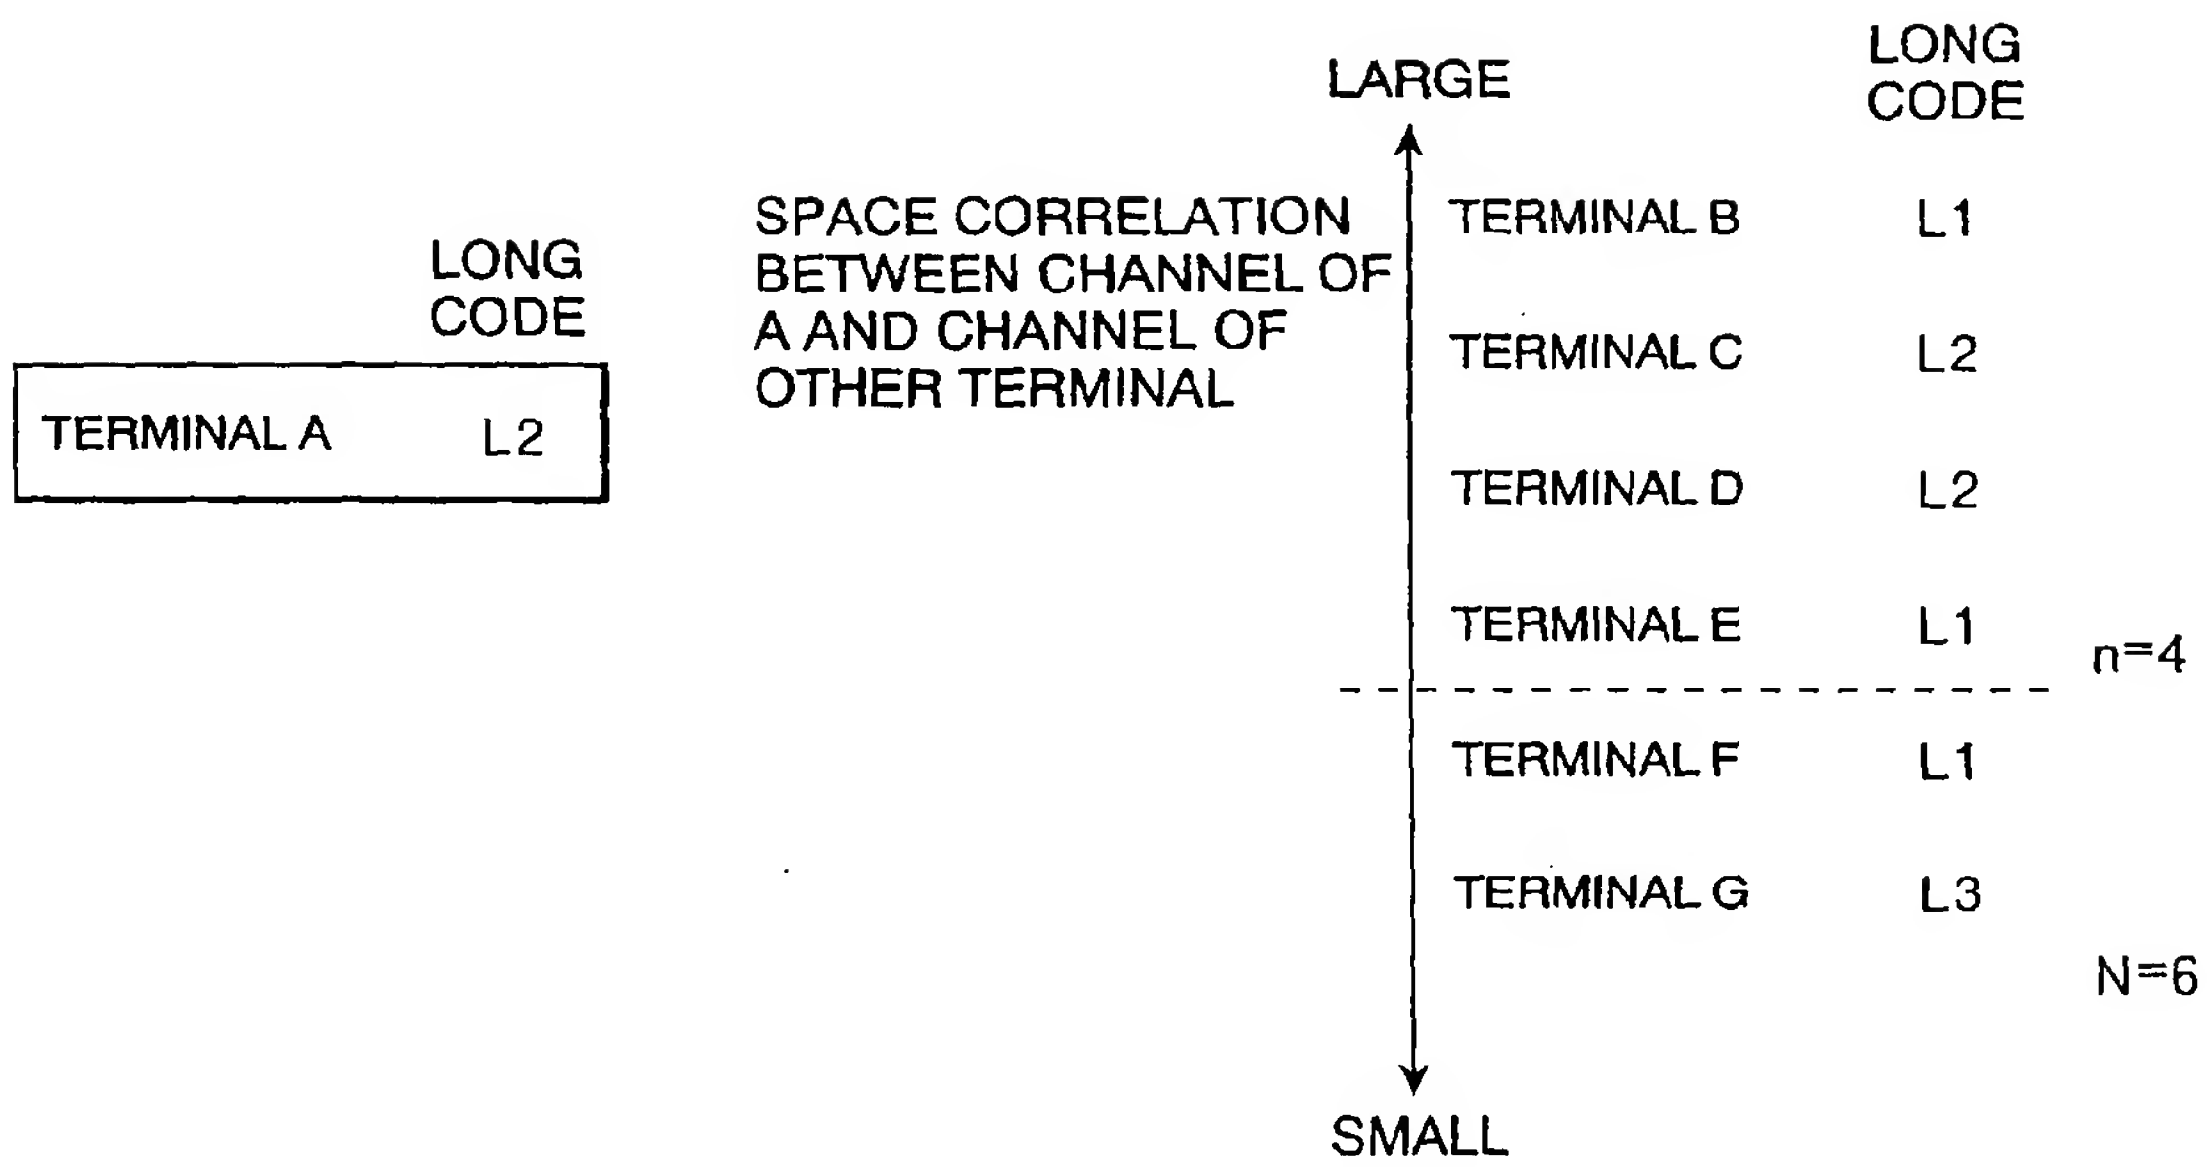 LONG
CODE
TERMINAL A L2
SPACE CORRELATION
BETWEEN CHANNEL OF
A AND CHANNEL OF
OTHER TERMINAL
LARGE
LONG
CODE
TERMINAL B L1
TERMINAL C L2
TERMINAL D L2
TERMINAL E L1
n=4
TERMINAL F L1
TERMINAL G L3
N=6
SMALL